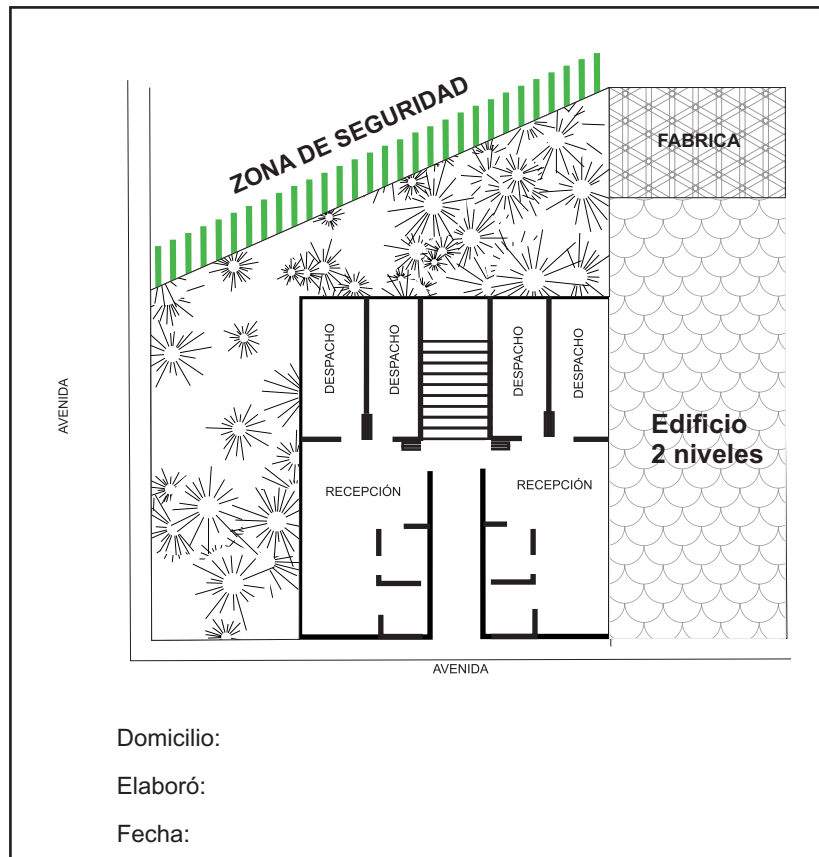 ZONA DE SEGURIDAD
FABRICA
DESPACHO
DESPACHO
DESPACHO
DESPACHO
AVENIDA
Edificio
2 niveles
RECEPCIÓN
RECEPCIÓN
AVENIDA
Domicilio:
Elaboró:
Fecha: